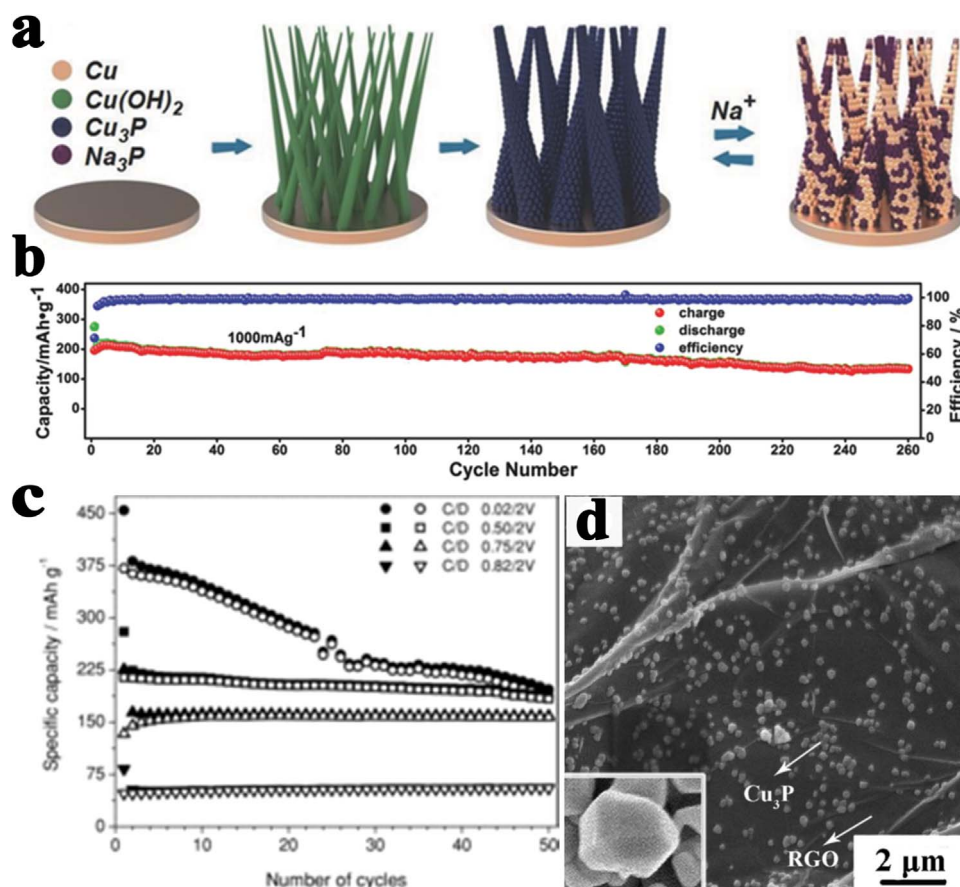 a
Cu
Cu(OH)2
Cu3P
Na3P
Na+
b
400
300
200
100
0
Capacity/mAh•g-1
1000mAg-1
charge
discharge
efficiency
100
80
60
40
20
0
Efficiency / %
0 20 40 60 80 100 120 140 160 180 200 220 240 260
Cycle Number
c
450
375
300
225
150
75
0
Specific capacity / mAh g-1
C/D 0.02/2V
C/D 0.50/2V
C/D 0.75/2V
C/D 0.82/2V
0 10 20 30 40 50
Number of cycles
d
Cu3P
RGO
2 μm